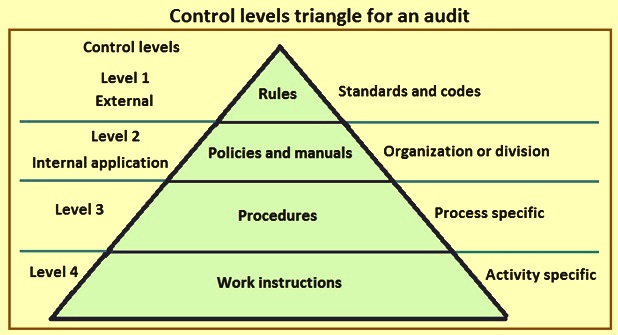 Control levels triangle for an audit
Control levels
Level 1
External
Rules
Standards and codes
Level 2
Internal application
Policies and manuals
Organization or division
Level 3
Procedures
Process specific
Level 4
Work instructions
Activity specific